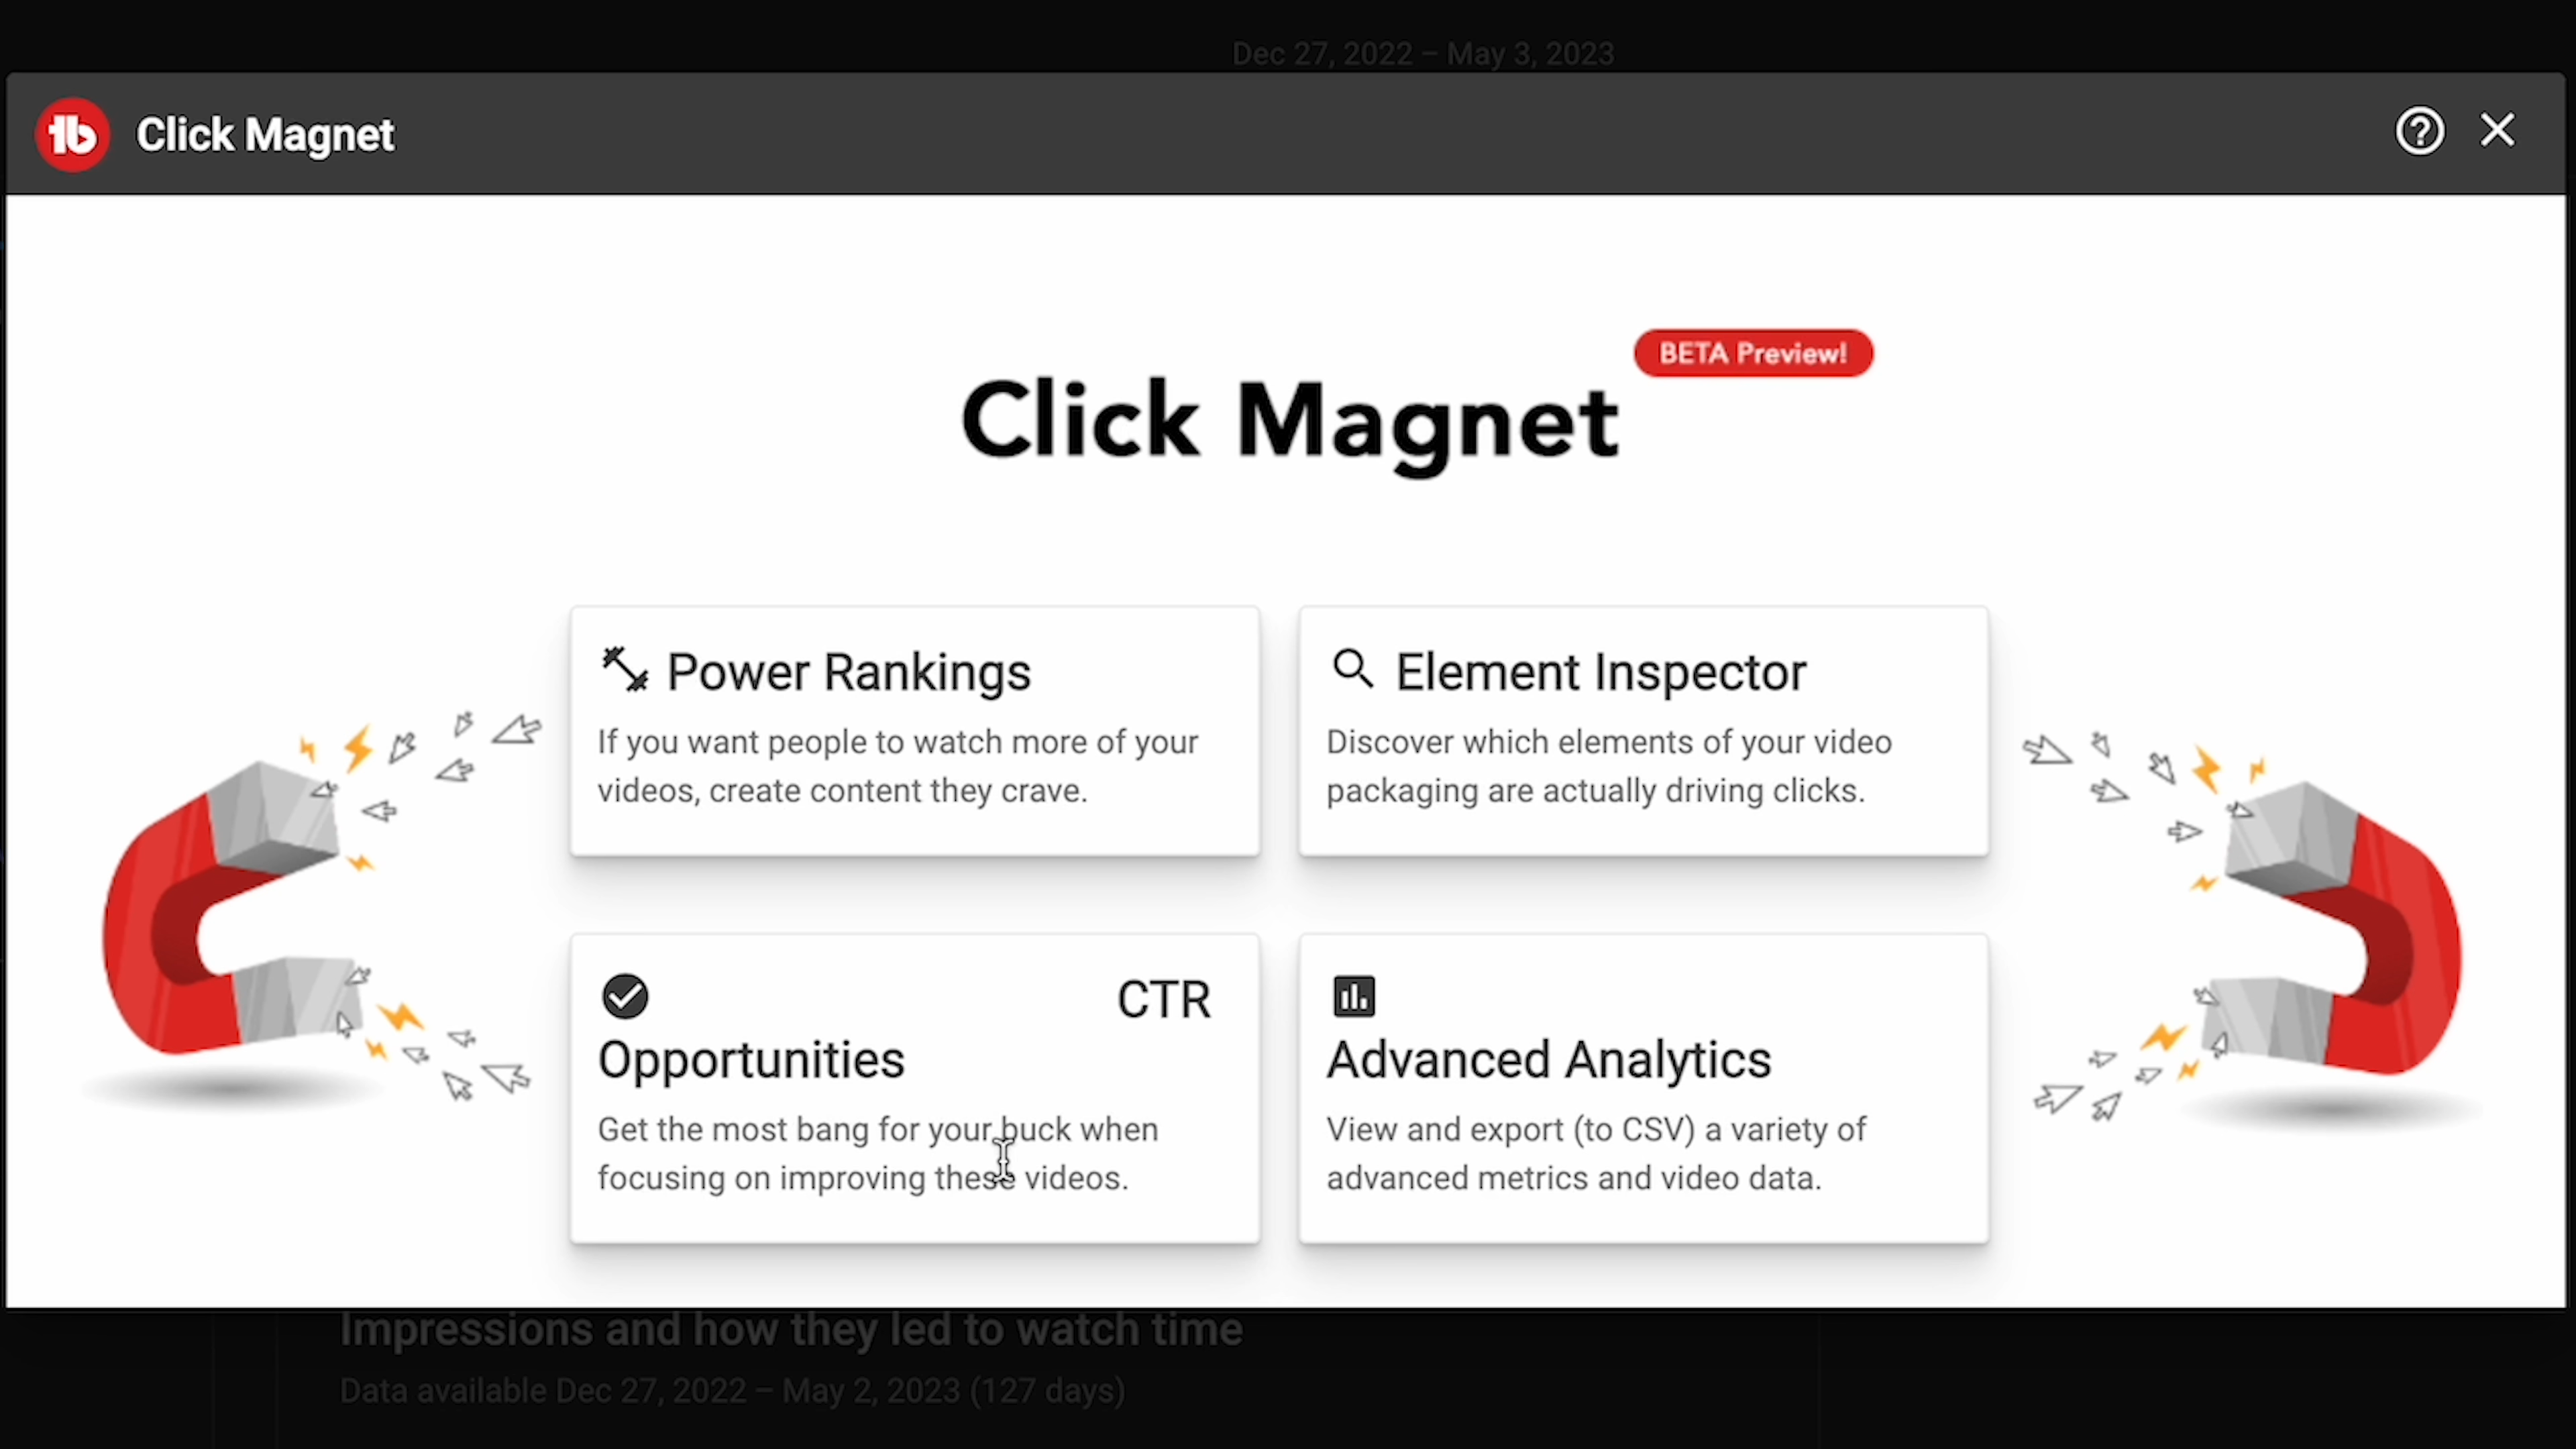 Dec 27, 2022 – May 3, 2023
tb Click Magnet
BETA Preview!
Click Magnet
Power Rankings
If you want people to watch more of your
videos, create content they crave.
Element Inspector
Discover which elements of your video
packaging are actually driving clicks.
CTR
Opportunities
Get the most bang for your buck when
focusing on improving these videos.
Advanced Analytics
View and export (to CSV) a variety of
advanced metrics and video data.
Impressions and how they led to watch time
Data available Dec 27, 2022 – May 2, 2023 (127 days)